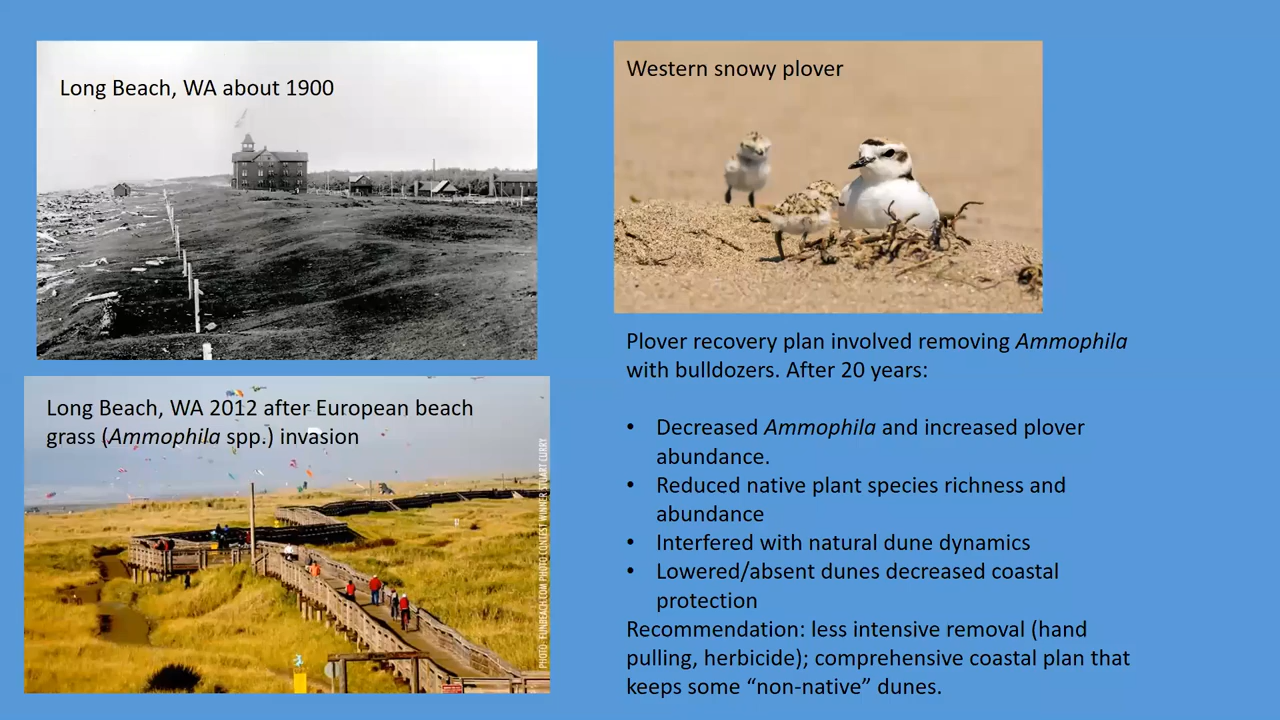 Long Beach, WA about 1900
Long Beach, WA 2012 after European beach
grass (Ammophila spp.) invasion
PHOTO: FUNBEACH.COM PHOTO CONTEST WINNER STUART CURRY
Western snowy plover
Plover recovery plan involved removing Ammophila
with bulldozers. After 20 years:
• Decreased Ammophila and increased plover
abundance.
• Reduced native plant species richness and
abundance
• Interfered with natural dune dynamics
• Lowered/absent dunes decreased coastal
protection
Recommendation: less intensive removal (hand
pulling, herbicide); comprehensive coastal plan that
keeps some “non-native” dunes.